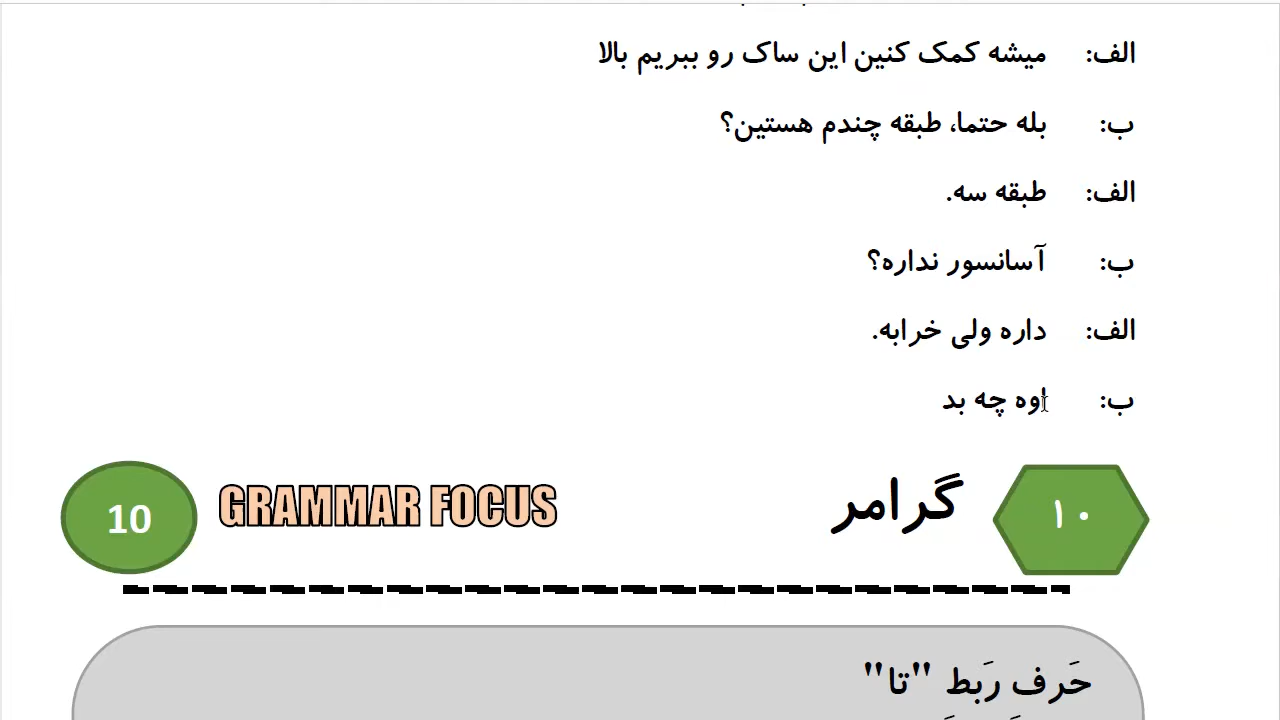 الف: میشه کمک کنین این ساک رو ببریم بالا
ب: بله حتما، طبقه چندم هستین؟
الف: طبقه سه.
ب: آسانسور نداره؟
الف: داره ولی خرابه.
ب: اوه چه بد
۱۰ گرامر GRAMMAR FOCUS 10
حَرف رَبط "تا"